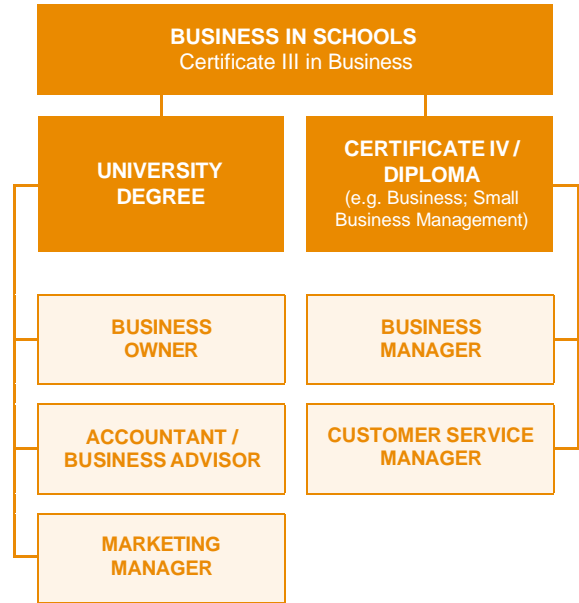 BUSINESS IN SCHOOLS
Certificate III in Business
UNIVERSITY
DEGREE
CERTIFICATE IV /
DIPLOMA
(e.g. Business; Small
Business Management)
BUSINESS
OWNER
BUSINESS
MANAGER
ACCOUNTANT /
BUSINESS ADVISOR
CUSTOMER SERVICE
MANAGER
MARKETING
MANAGER